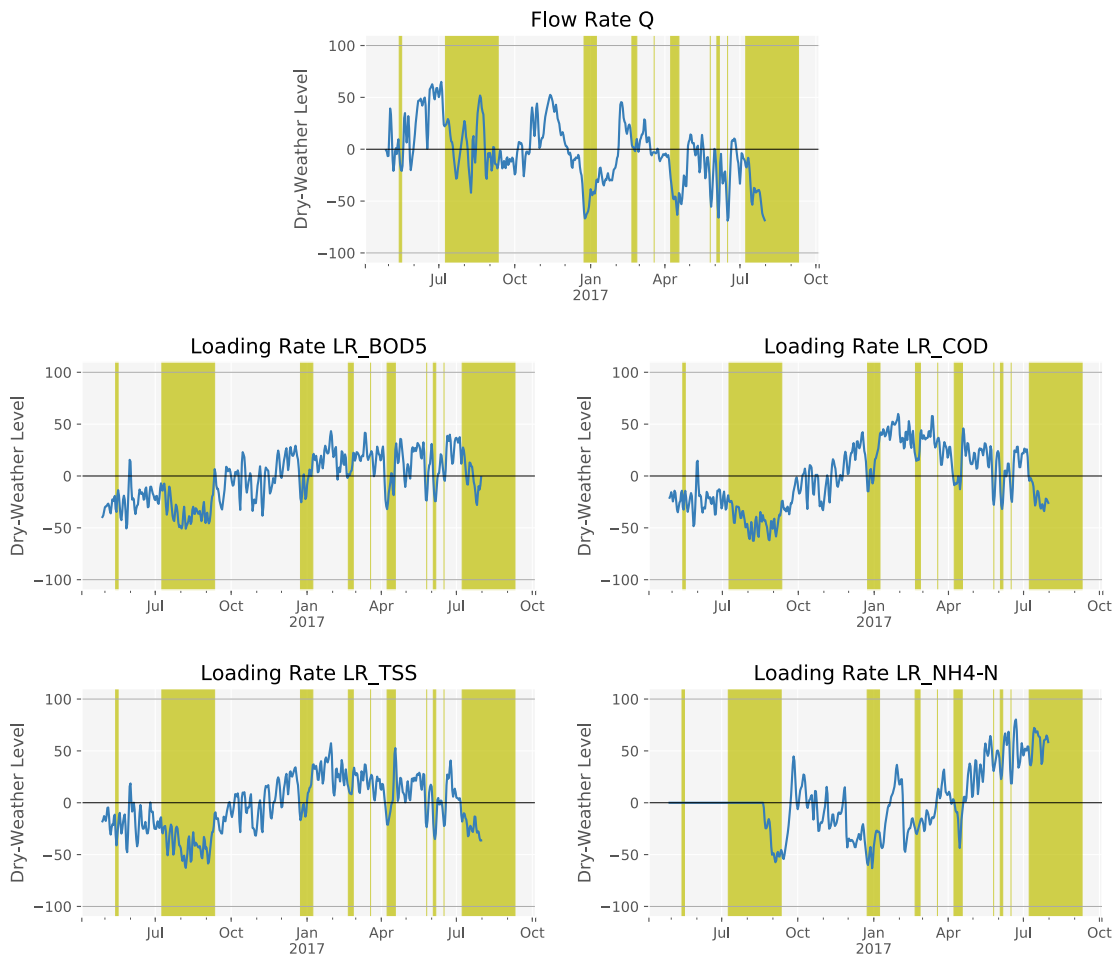 Flow Rate Q
Dry-Weather Level
100
50
0
−50
−100
Jul Oct Jan Apr Jul Oct
2017
Loading Rate LR_BOD5
Dry-Weather Level
100
50
0
−50
−100
Jul Oct Jan Apr Jul Oct
2017
Loading Rate LR_COD
Dry-Weather Level
100
50
0
−50
−100
Jul Oct Jan Apr Jul Oct
2017
Loading Rate LR_TSS
Dry-Weather Level
100
50
0
−50
−100
Jul Oct Jan Apr Jul Oct
2017
Loading Rate LR_NH4-N
Dry-Weather Level
100
50
0
−50
−100
Jul Oct Jan Apr Jul Oct
2017